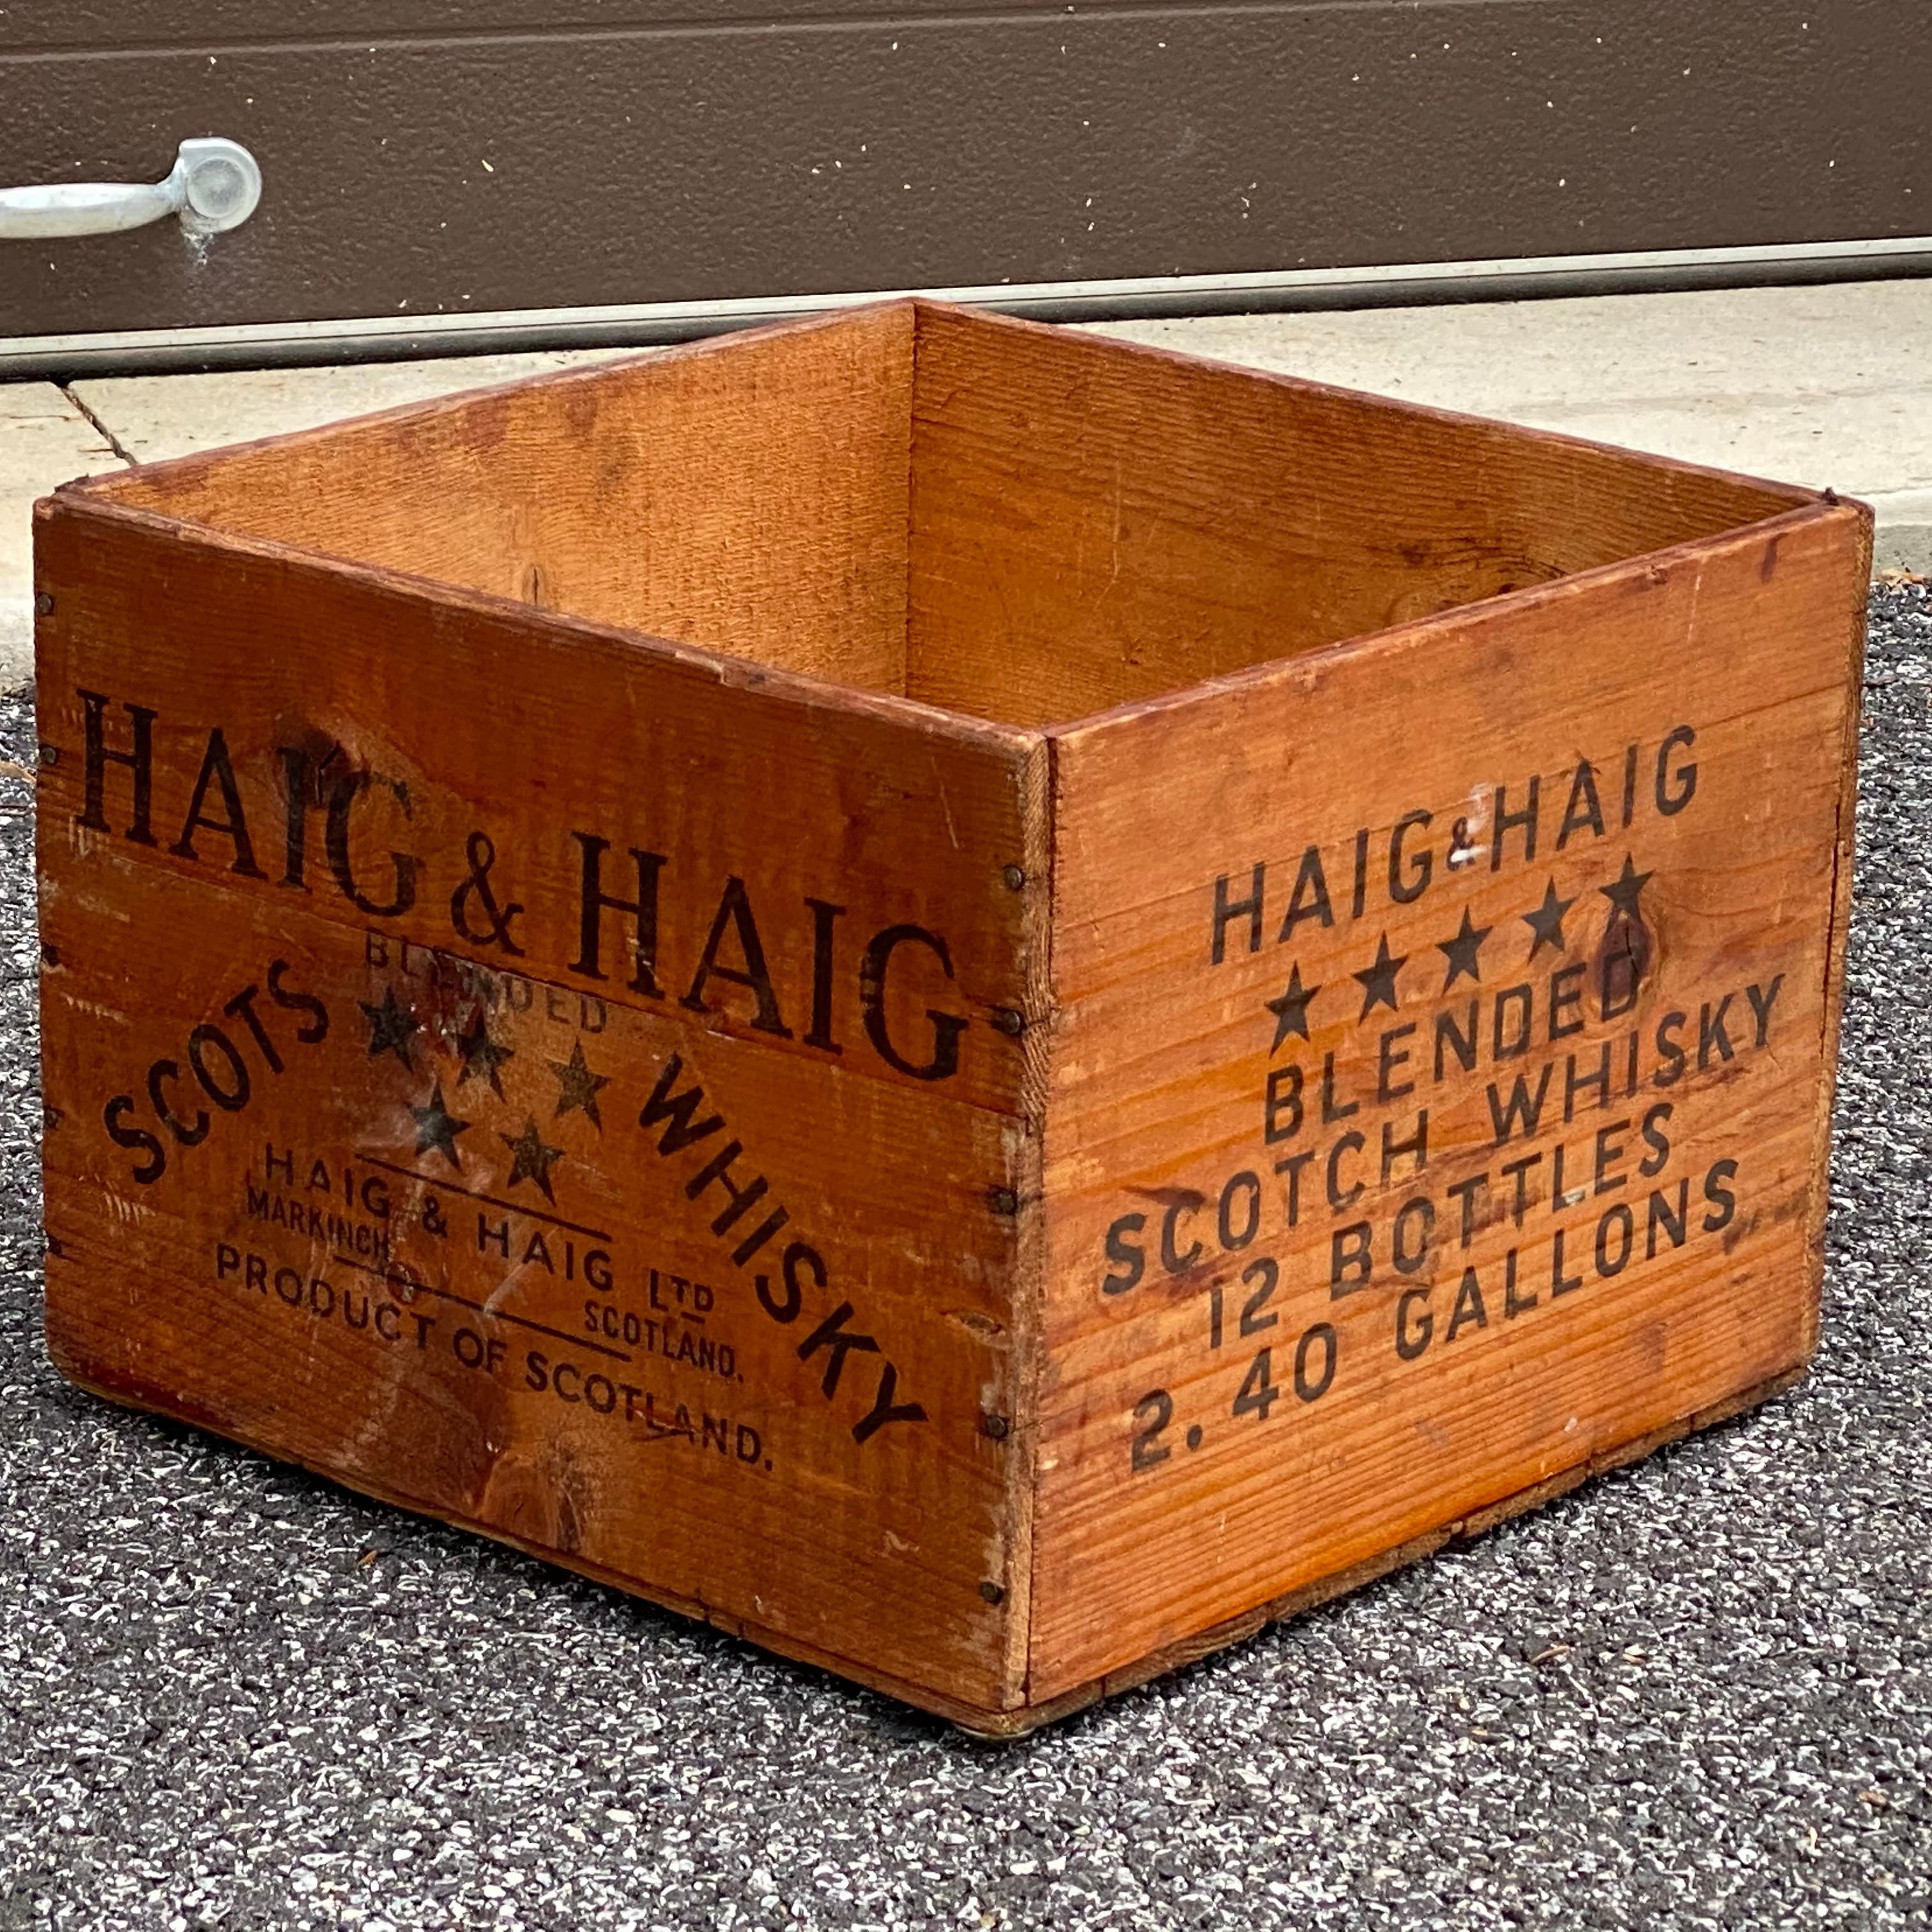 HAIG & HAIG
BLENDED
SCOTS WHISKY
HAIG & HAIG LTD
MARKINCH SCOTLAND.
PRODUCT OF SCOTLAND.
HAIG & HAIG
BLENDED
SCOTCH WHISKY
12 BOTTLES
2.40 GALLONS